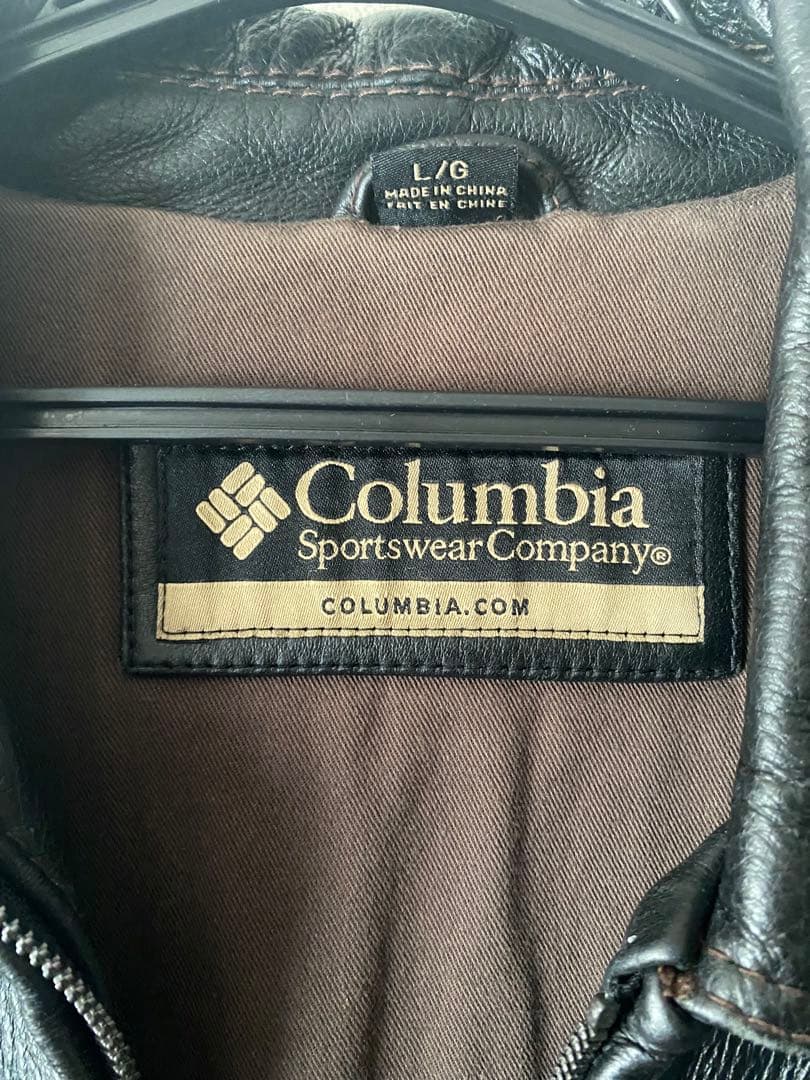 L/G
MADE IN CHINA
FAIT EN CHINE
Columbia
Sportswear Company®
COLUMBIA.COM